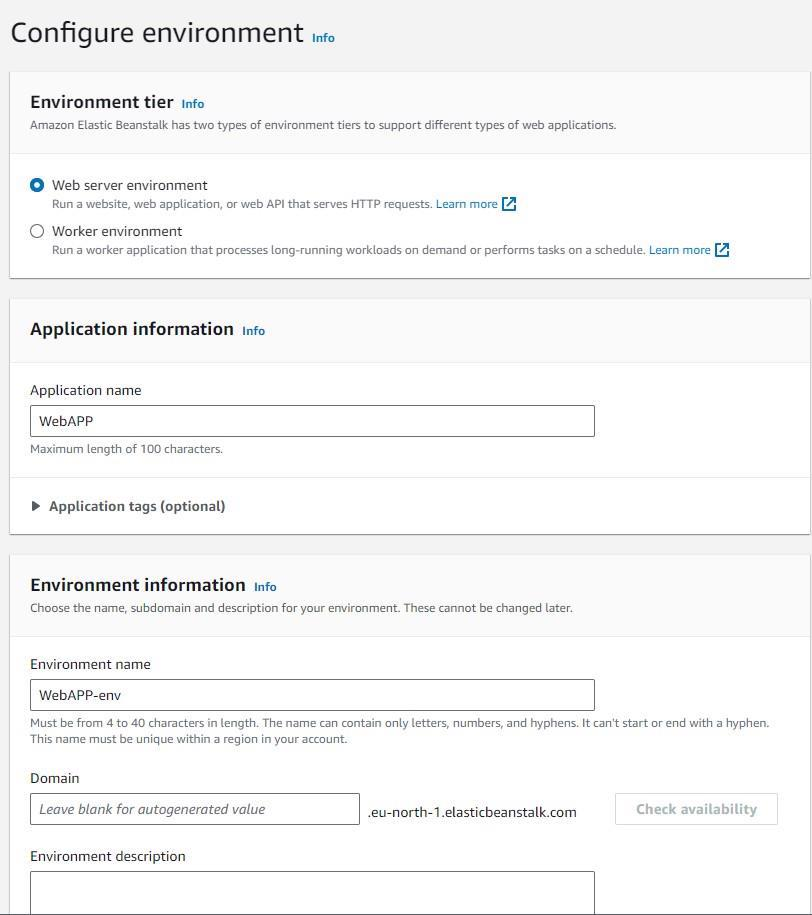 Configure environment Info
Environment tier Info
Amazon Elastic Beanstalk has two types of environment tiers to support different types of web applications.
Web server environment
Run a website, web application, or web API that serves HTTP requests. Learn more
Worker environment
Run a worker application that processes long-running workloads on demand or performs tasks on a schedule. Learn more
Application information Info
Application name
WebAPP
Maximum length of 100 characters.
Application tags (optional)
Environment information Info
Choose the name, subdomain and description for your environment. These cannot be changed later.
Environment name
WebAPP-env
Must be from 4 to 40 characters in length. The name can contain only letters, numbers, and hyphens. It can't start or end with a hyphen.
This name must be unique within a region in your account.
Domain
Leave blank for autogenerated value .eu-north-1.elasticbeanstalk.com Check availability
Environment description